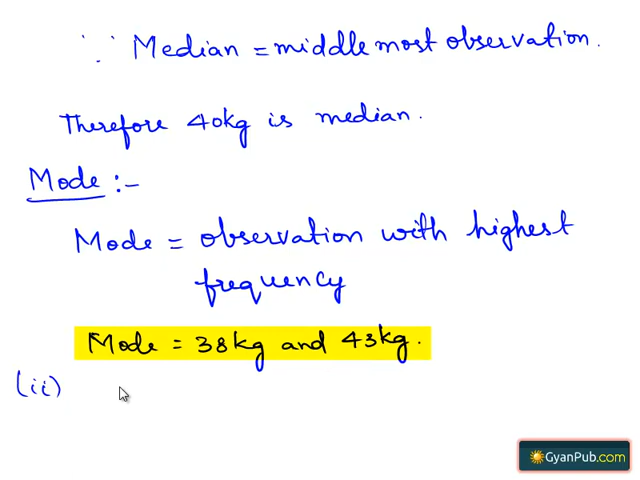 ∵ Median = middle most observation.
Therefore 40kg is median.
Mode :-
Mode = observation with highest
frequency
Mode = 38kg and 43kg.
(ii)
GyanPub.com